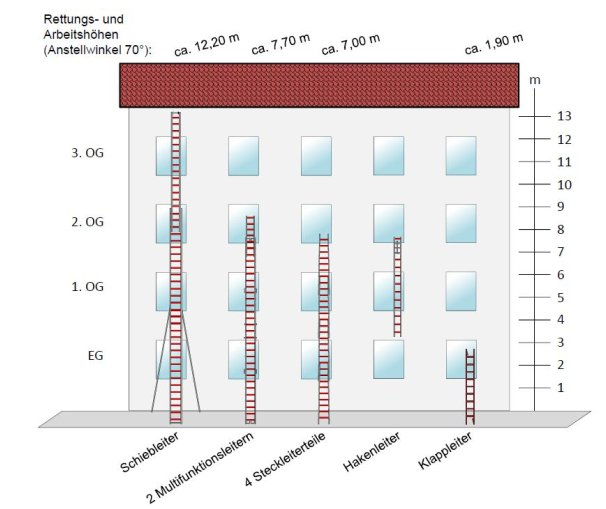 Rettungs- und
Arbeitshöhen
(Anstellwinkel 70°):
ca. 12,20 m
ca. 7,70 m
ca. 7,00 m
ca. 1,90 m
m
13
12
3. OG
11
10
9
2. OG
8
7
6
1. OG
5
4
3
EG
2
1
Schiebleiter
2 Multifunktionsleitern
4 Steckleiterteile
Hakenleiter
Klappleiter